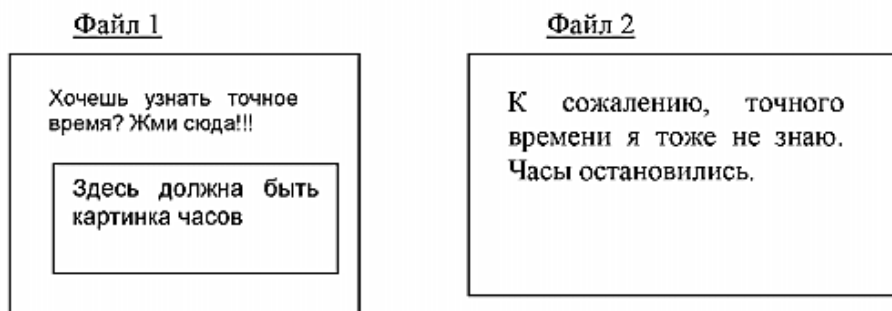 Файл 1
Хочешь узнать точное
время? Жми сюда!!!
Здесь должна быть
картинка часов
Файл 2
К сожалению, точного
времени я тоже не знаю.
Часы остановились.